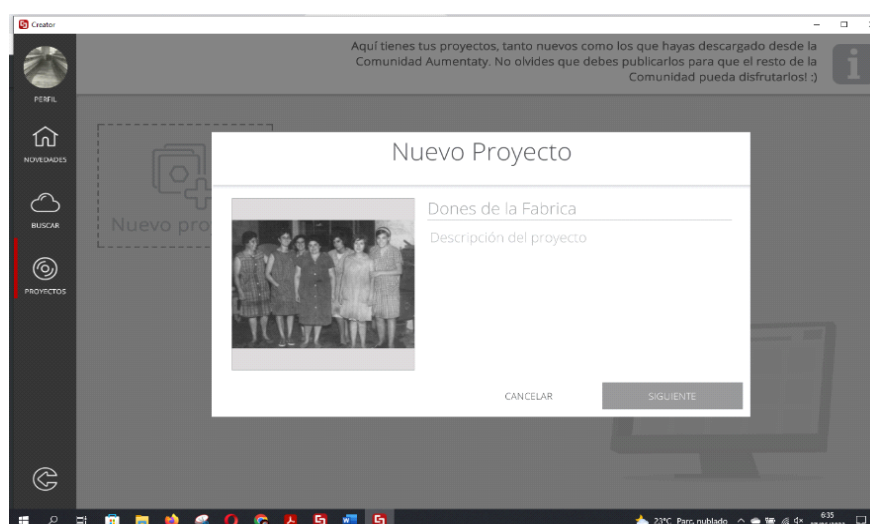 Creator
Aquí tienes tus proyectos, tanto nuevos como los que hayas descargado desde la
Comunidad Aumentaty. No olvides que debes publicarlos para que el resto de la
Comunidad pueda disfrutarlos! :)
PERFIL
NOVEDADES
BUSCAR
PROYECTOS
Nuevo pro
Nuevo Proyecto
Dones de la Fabrica
Descripción del proyecto
CANCELAR
SIGUIENTE
23°C Parc. nublado
6:35